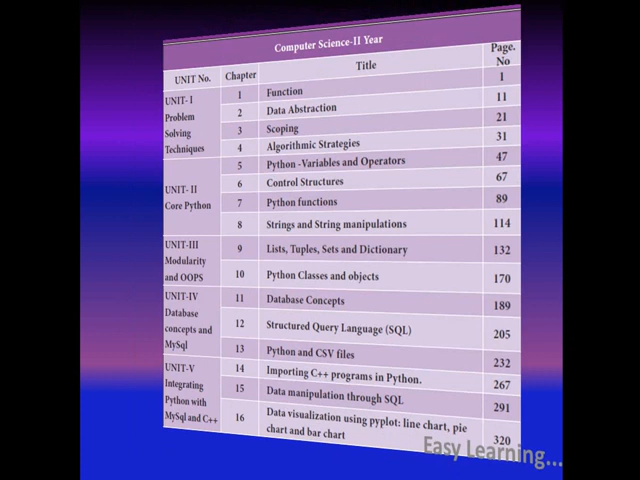 Computer Science-II Year
UNIT No. Chapter Title Page. No
UNIT- I Problem Solving Techniques
1 Function 1
2 Data Abstraction 11
3 Scoping 21
4 Algorithmic Strategies 31
UNIT- II Core Python
5 Python -Variables and Operators 47
6 Control Structures 67
7 Python functions 89
8 Strings and String manipulations 114
UNIT-III Modularity and OOPS
9 Lists, Tuples, Sets and Dictionary 132
10 Python Classes and objects 170
UNIT-IV Database concepts and MySql
11 Database Concepts 189
12 Structured Query Language (SQL) 205
13 Python and CSV files 232
UNIT-V Integrating Python with MySql and C++
14 Importing C++ programs in Python. 267
15 Data manipulation through SQL 291
16 Data visualization using pyplot: line chart, pie chart and bar chart 320
Easy Learning...